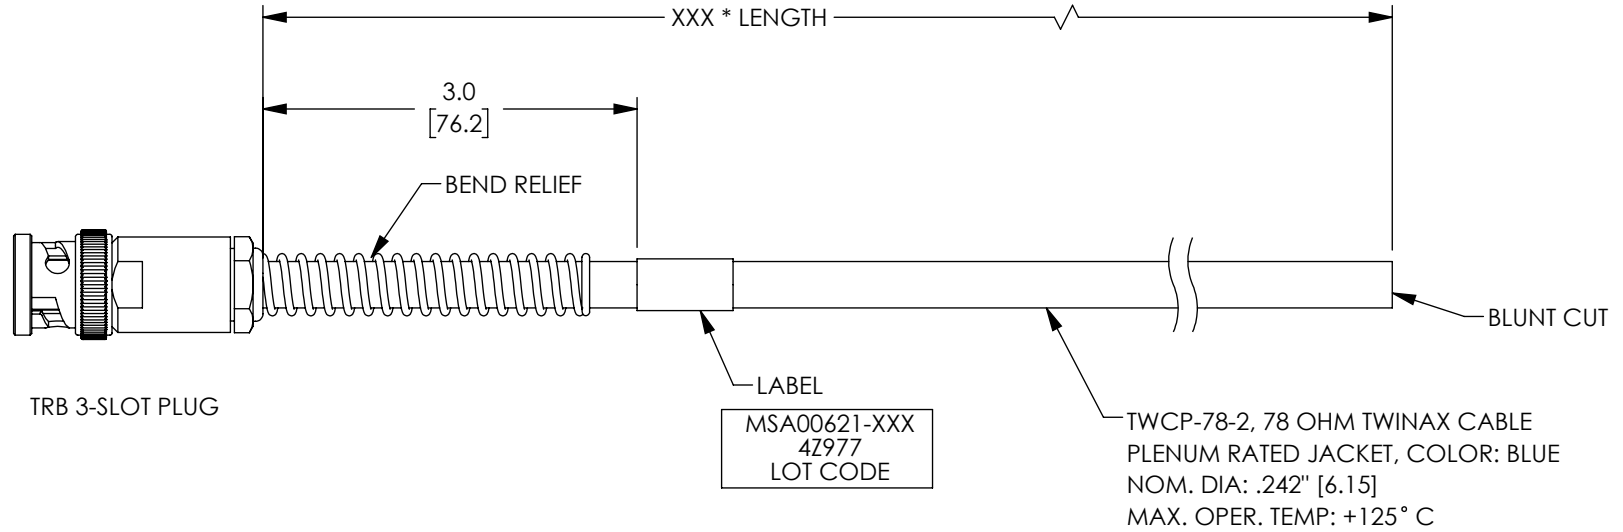 XXX * LENGTH
3.0
[76.2]
BEND RELIEF
BLUNT CUT
LABEL
TRB 3-SLOT PLUG
MSA00621-XXX
4Z977
LOT CODE
TWCP-78-2, 78 OHM TWINAX CABLE
PLENUM RATED JACKET, COLOR: BLUE
NOM. DIA: .242" [6.15]
MAX. OPER. TEMP: +125° C